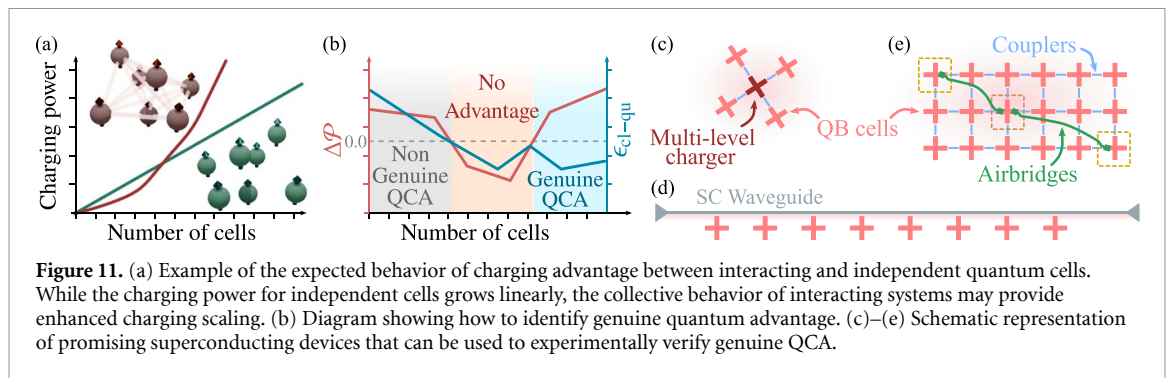 (a)
Charging power
Number of cells
(b)
No
Advantage
Δ𝒫
0.0
ϵcl−qu
Non
Genuine
QCA
Genuine
QCA
Number of cells
(c)
Multi-level
charger
QB cells
(e)
Couplers
Airbridges
(d)
SC Waveguide
Figure 11. (a) Example of the expected behavior of charging advantage between interacting and independent quantum cells.
While the charging power for independent cells grows linearly, the collective behavior of interacting systems may provide
enhanced charging scaling. (b) Diagram showing how to identify genuine quantum advantage. (c)–(e) Schematic representation
of promising superconducting devices that can be used to experimentally verify genuine QCA.